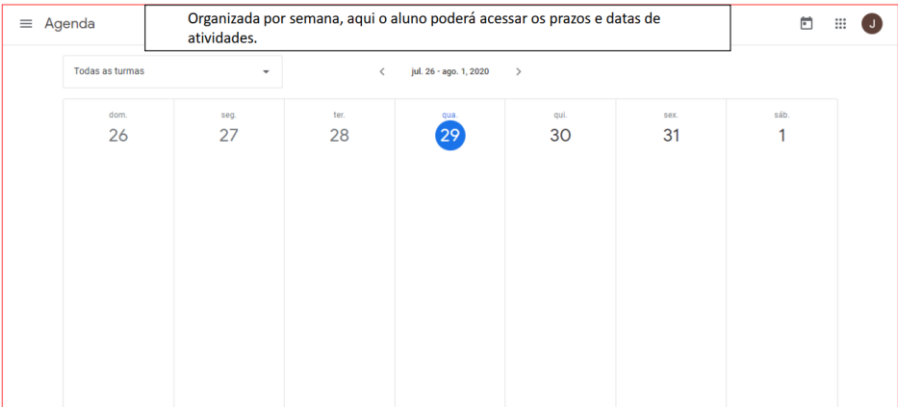 Agenda
Organizada por semana, aqui o aluno poderá acessar os prazos e datas de
atividades.
J
Todas as turmas
jul. 26 - ago. 1, 2020
dom. seg. ter. qua. qui. sex. sáb.
26 27 28 29 30 31 1